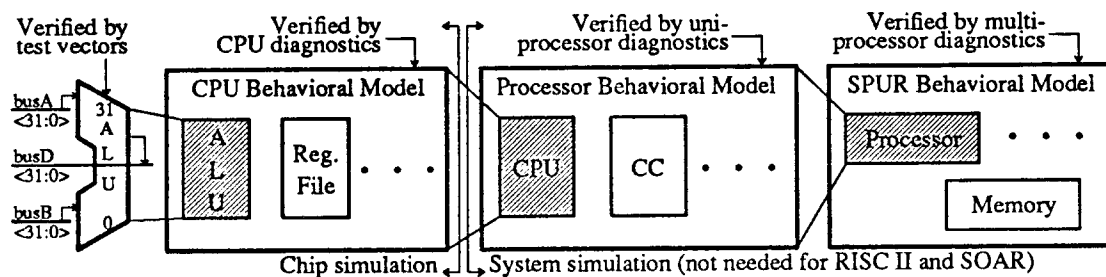 Verified by
test vectors
Verified by
CPU diagnostics
Verified by uni-
processor diagnostics
Verified by multi-
processor diagnostics
CPU Behavioral Model
Processor Behavioral Model
SPUR Behavioral Model
busA
<31:0>
busD
<31:0>
busB
<31:0>
31
A
L
U
0
A
L
U
Reg.
File
• • •
CPU
CC
• • •
Processor
• • •
Memory
Chip simulation
System simulation (not needed for RISC II and SOAR)